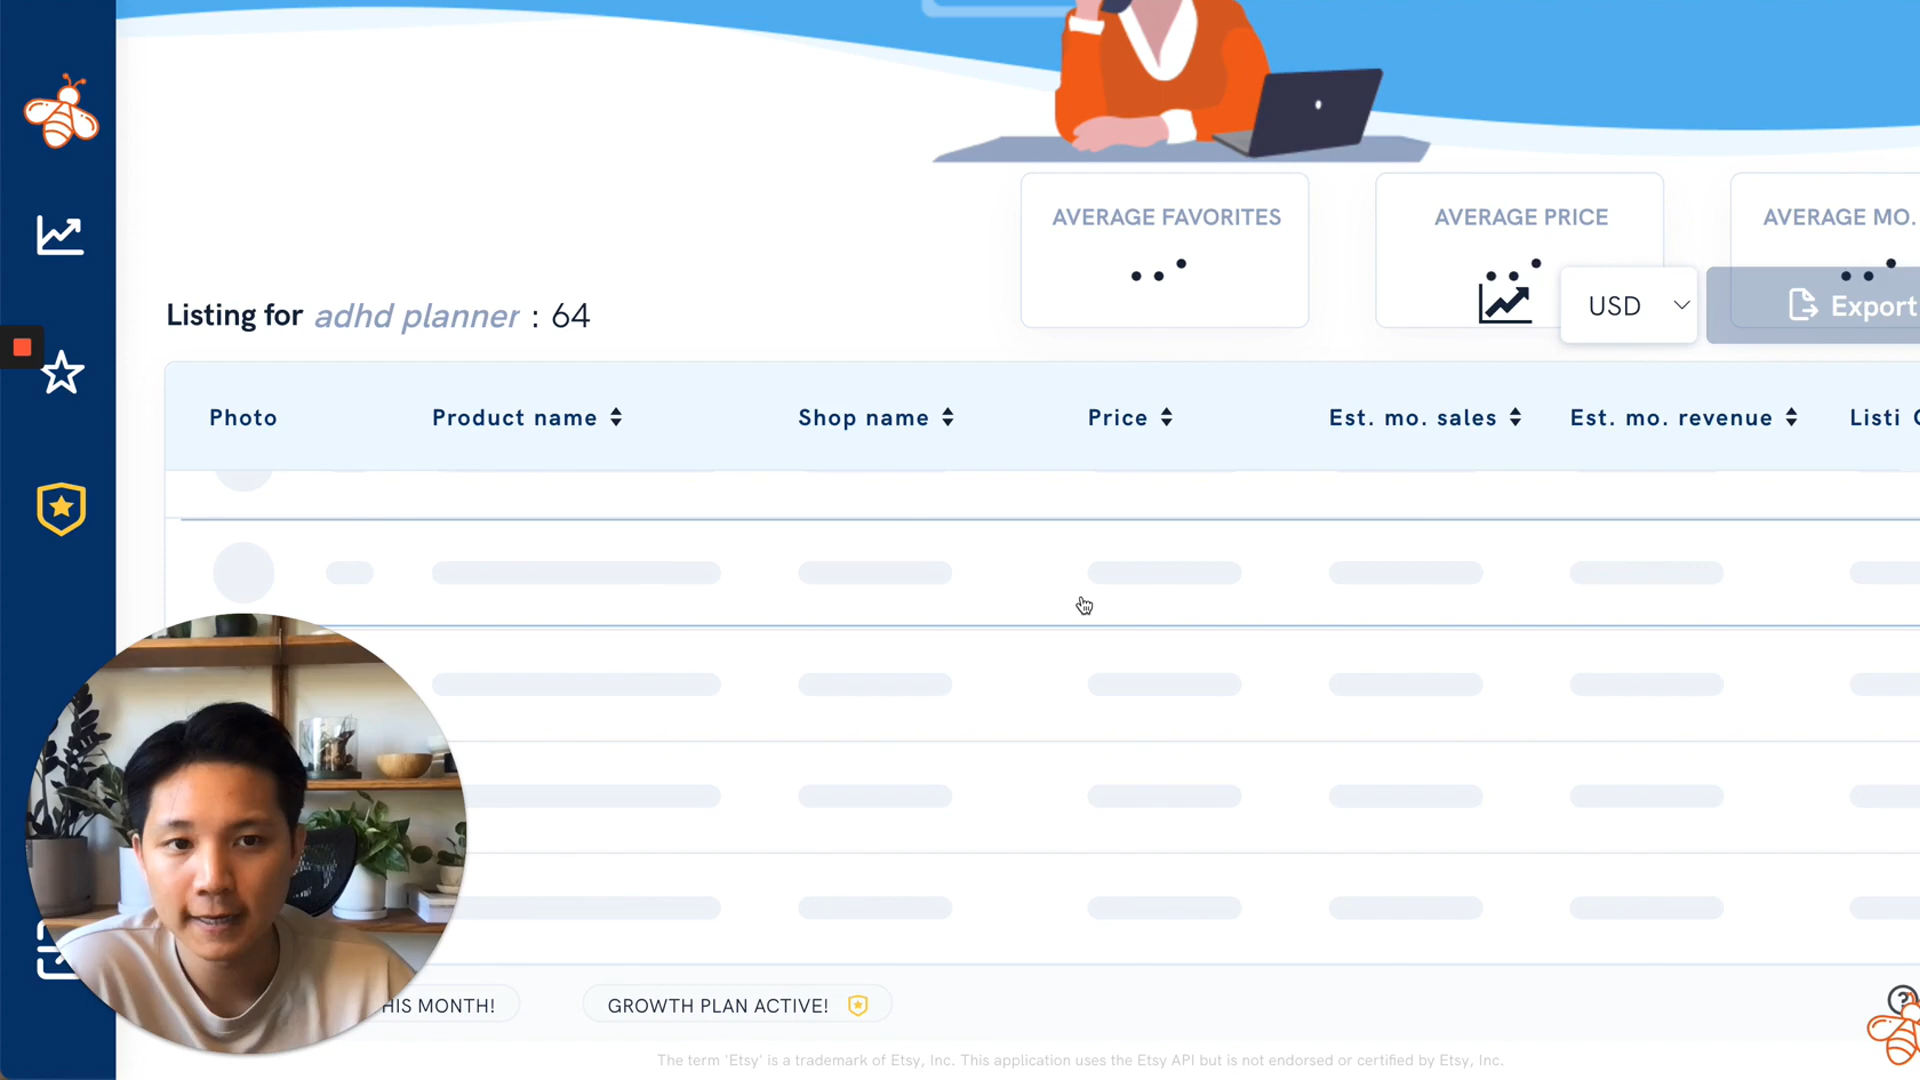 AVERAGE FAVORITES
AVERAGE PRICE
AVERAGE MO.
Listing for adhd planner : 64
USD
Export
Photo
Product name
Shop name
Price
Est. mo. sales
Est. mo. revenue
Listi
HIS MONTH!
GROWTH PLAN ACTIVE!
?
The term 'Etsy' is a trademark of Etsy, Inc. This application uses the Etsy API but is not endorsed or certified by Etsy, Inc.